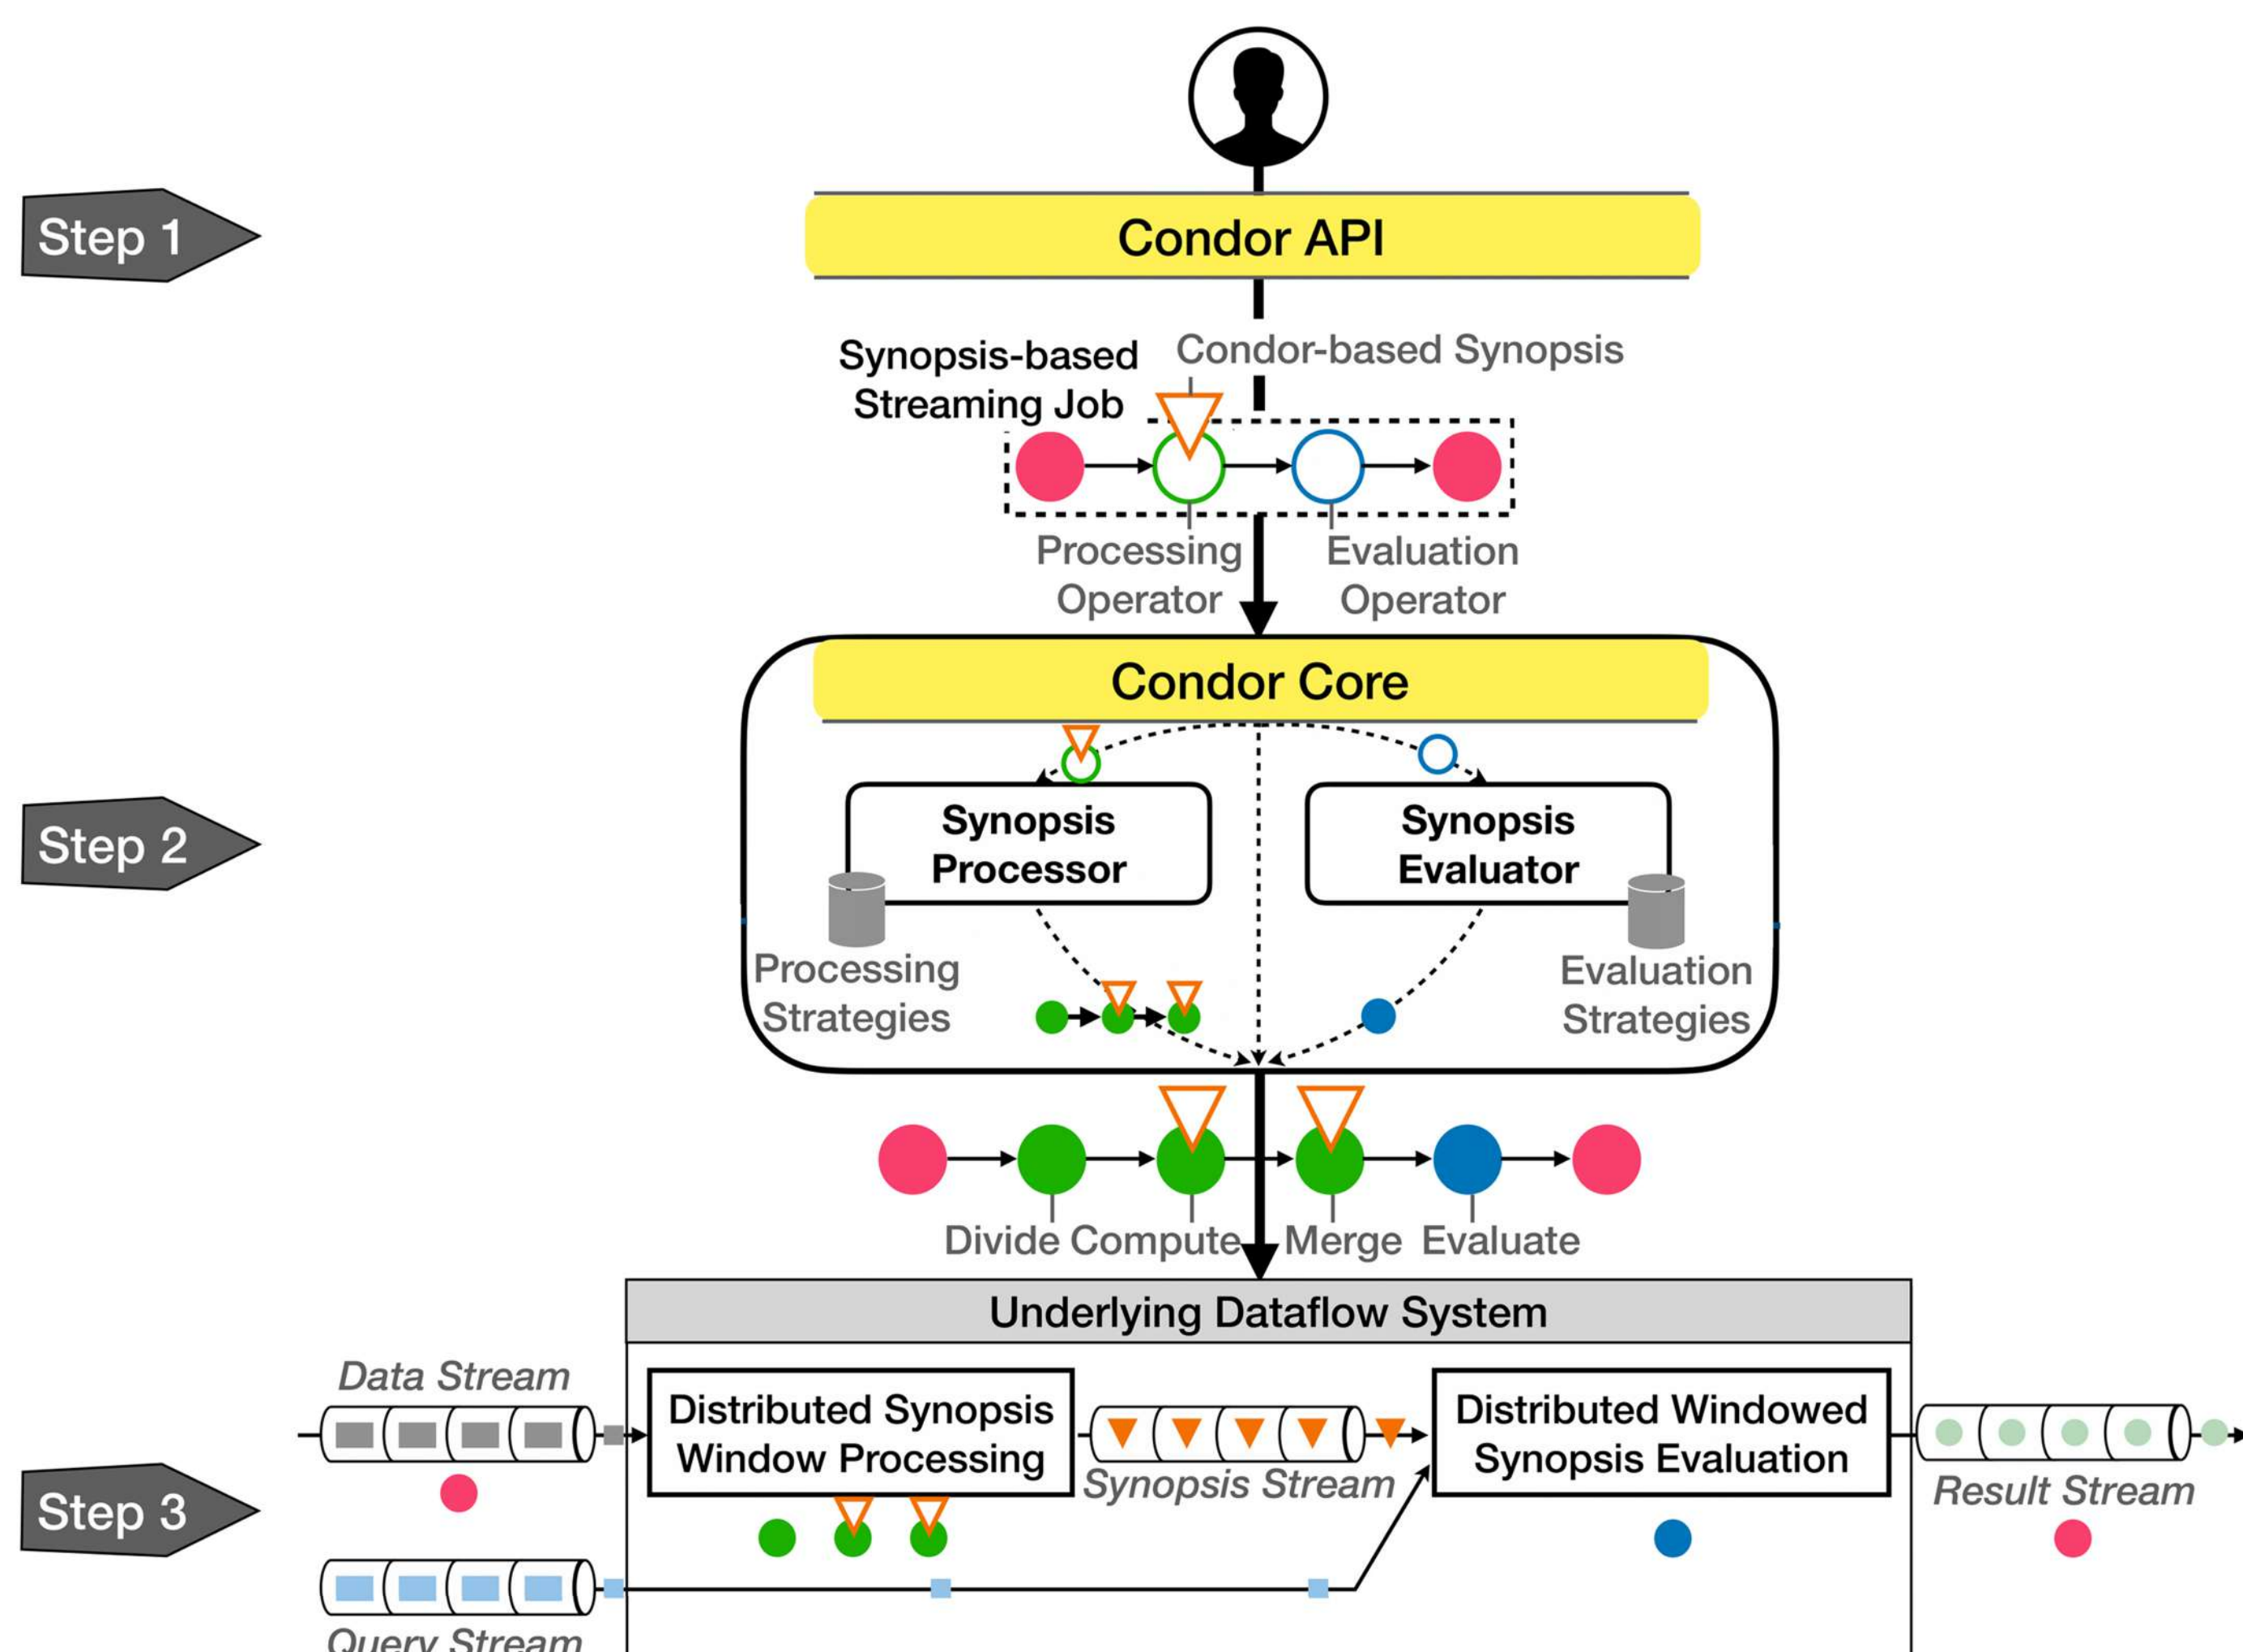 Step 1
Condor API
Synopsis-based
Streaming Job
Condor-based Synopsis
Processing
Operator
Evaluation
Operator
Step 2
Condor Core
Synopsis
Processor
Synopsis
Evaluator
Processing
Strategies
Evaluation
Strategies
Divide Compute Merge Evaluate
Step 3
Underlying Dataflow System
Data Stream
Distributed Synopsis
Window Processing
Synopsis Stream
Distributed Windowed
Synopsis Evaluation
Result Stream
Query Stream